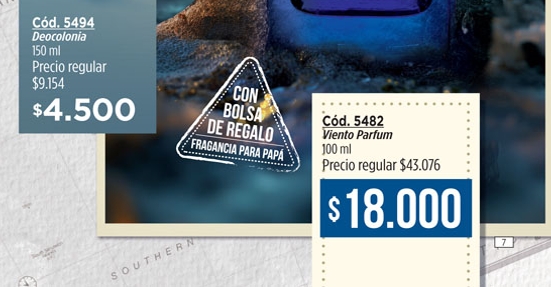 Cód. 5494
Deocolonia
150 ml
Precio regular
$9.154
$4.500
CON
BOLSA
DE REGALO
FRAGANCIA PARA PAPÁ
Cód. 5482
Viento Parfum
100 ml
Precio regular $43.076
$18.000
7
SOUTHERN